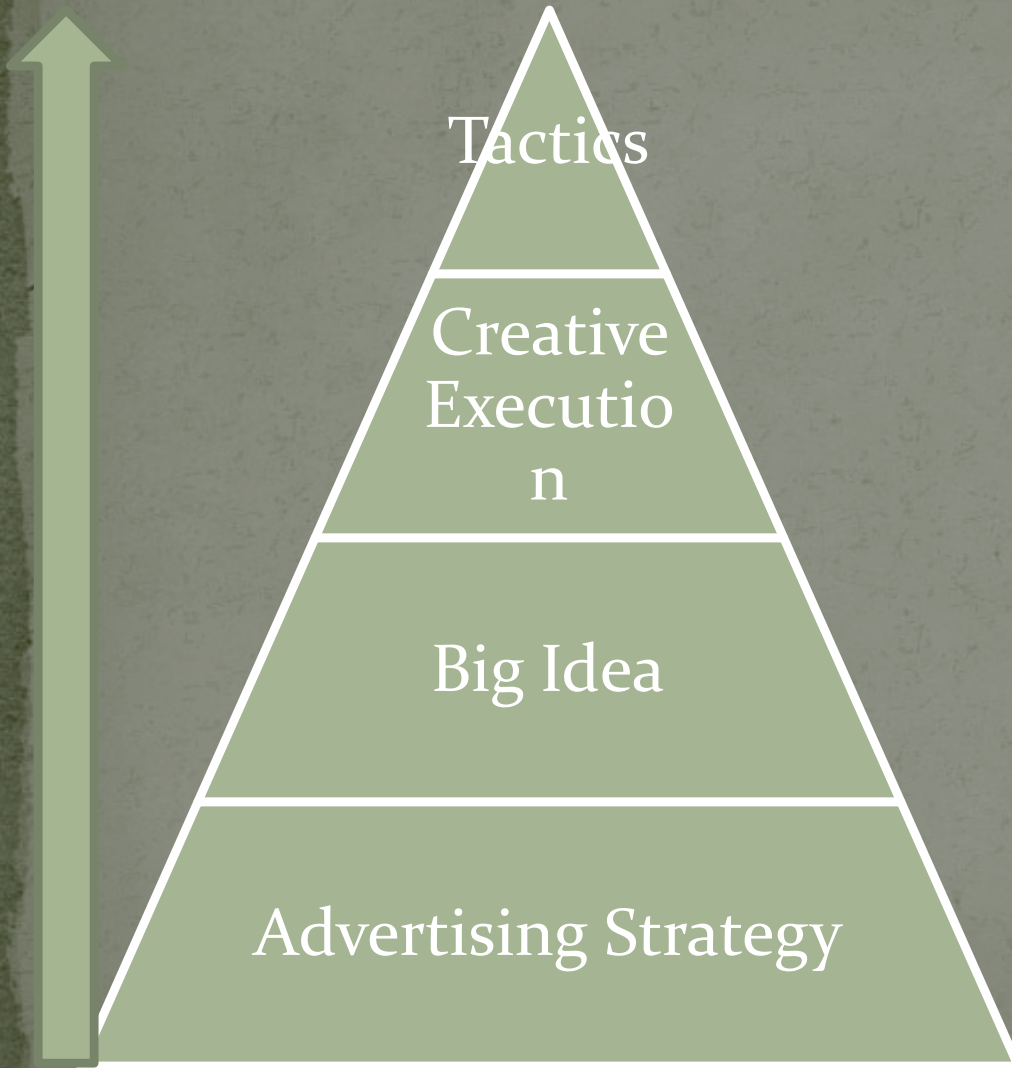 Tactics
Creative
Executio
n
Big Idea
Advertising Strategy